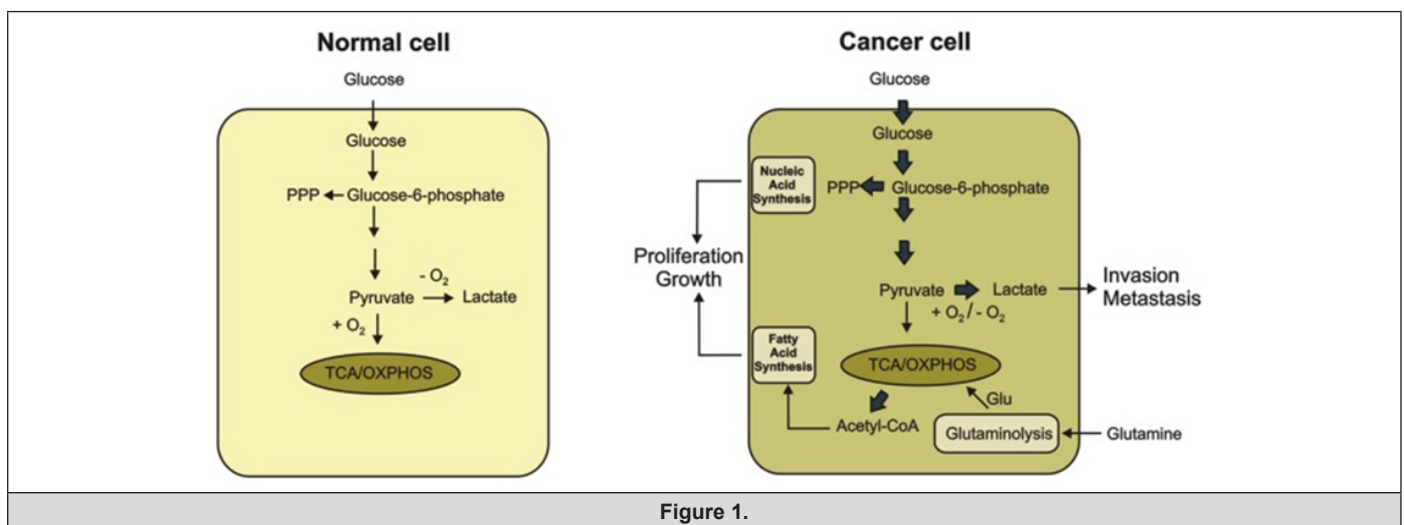 Normal cell
Glucose
Glucose
PPP Glucose-6-phosphate
- O₂
Pyruvate Lactate
+ O₂
TCA/OXPHOS
Cancer cell
Glucose
Glucose
Nucleic
Acid
Synthesis
PPP Glucose-6-phosphate
Proliferation
Growth
Pyruvate Lactate
+ O₂ / - O₂
Invasion
Metastasis
Fatty
Acid
Synthesis
TCA/OXPHOS
Glu
Acetyl-CoA
Glutaminolysis
Glutamine
Figure 1.